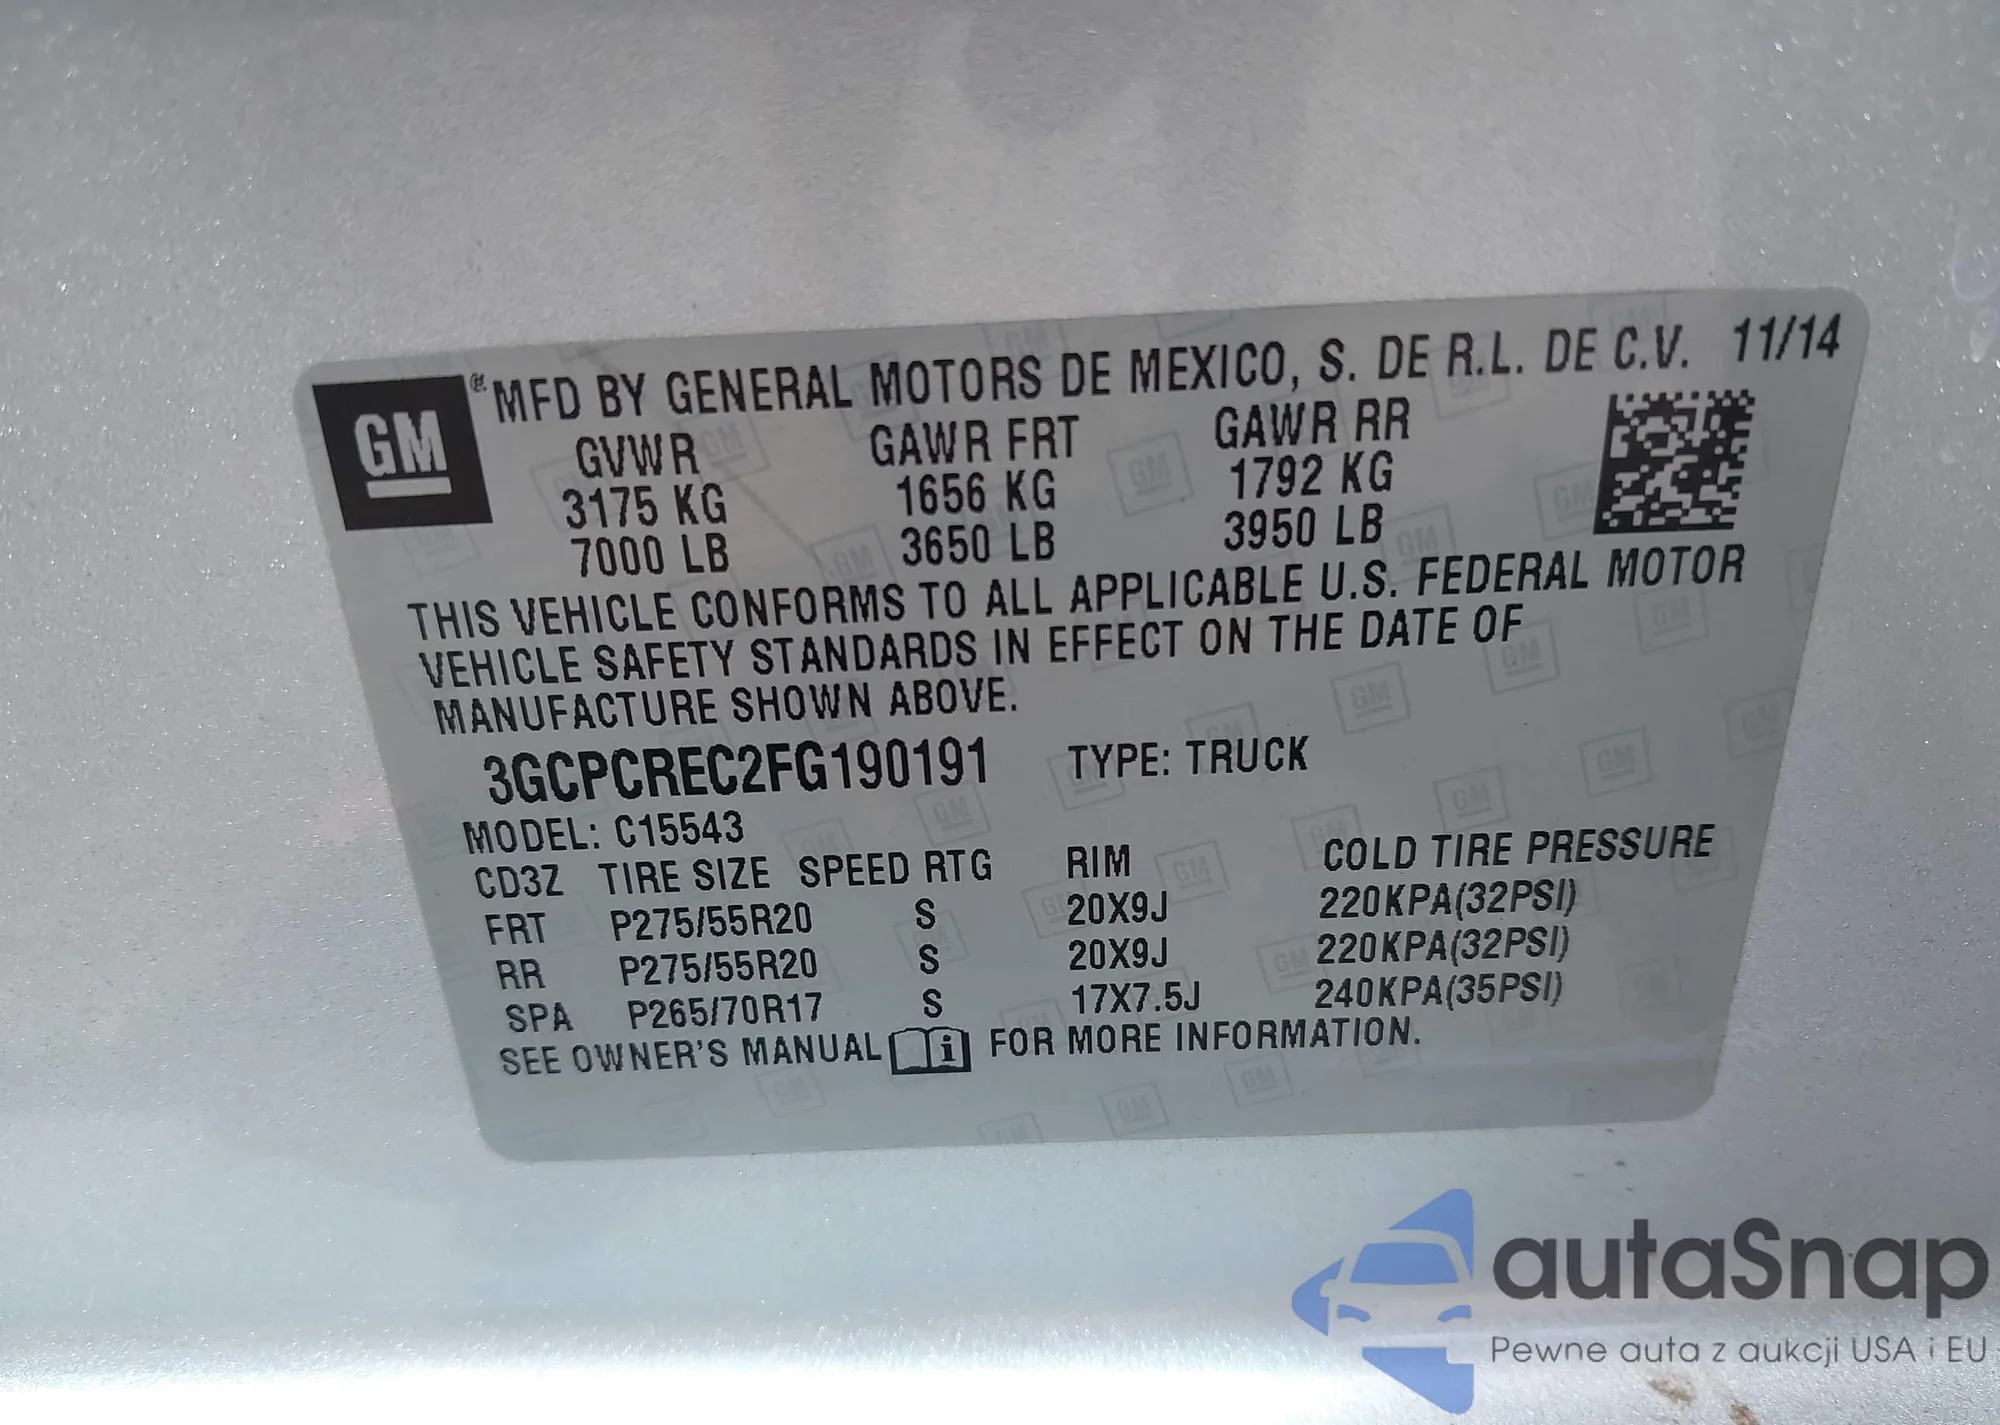 GM ® MFD BY GENERAL MOTORS DE MEXICO, S. DE R.L. DE C.V. 11/14
GVWR GAWR FRT GAWR RR
3175 KG 1656 KG 1792 KG
7000 LB 3650 LB 3950 LB
THIS VEHICLE CONFORMS TO ALL APPLICABLE U.S. FEDERAL MOTOR
VEHICLE SAFETY STANDARDS IN EFFECT ON THE DATE OF
MANUFACTURE SHOWN ABOVE.
3GCPCREC2FG190191 TYPE: TRUCK
MODEL: C15543
CD3Z TIRE SIZE SPEED RTG RIM COLD TIRE PRESSURE
FRT P275/55R20 S 20X9J 220KPA(32PSI)
RR P275/55R20 S 20X9J 220KPA(32PSI)
SPA P265/70R17 S 17X7.5J 240KPA(35PSI)
SEE OWNER'S MANUAL i FOR MORE INFORMATION.
autaSnap
Pewne auta z aukcji USA i EU